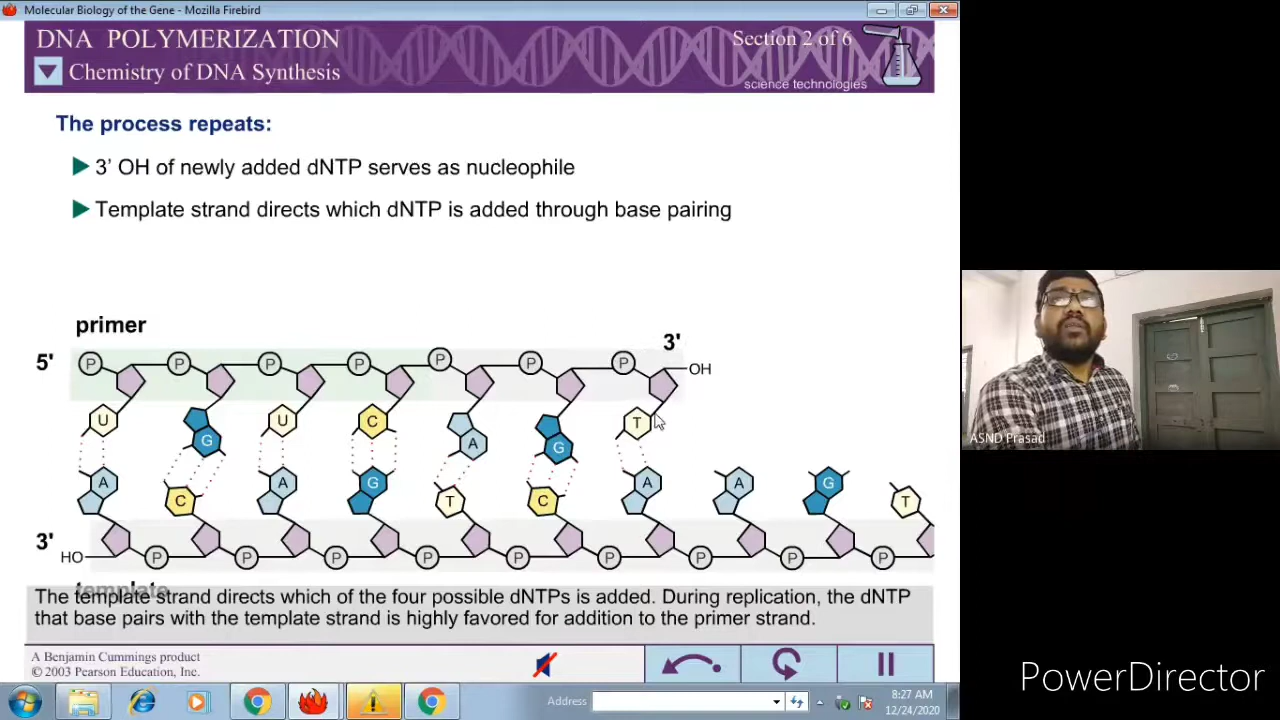 Molecular Biology of the Gene - Mozilla Firebird
DNA POLYMERIZATION
Section 2 of 6
Chemistry of DNA Synthesis
science technologies
The process repeats:
3’ OH of newly added dNTP serves as nucleophile
Template strand directs which dNTP is added through base pairing
primer
3'
5'
P P P P P P P OH
U G U C A G T
A C A G T C A A G T
3'
HO P P P P P P P P P
template
The template strand directs which of the four possible dNTPs is added. During replication, the dNTP
that base pairs with the template strand is highly favored for addition to the primer strand.
A Benjamin Cummings product
© 2003 Pearson Education, Inc.
Address
8:27 AM
12/24/2020
ASND Prasad
PowerDirector